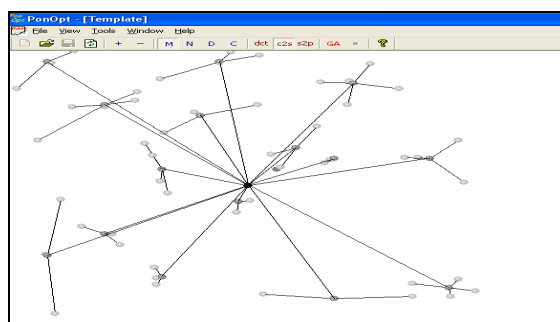 PonOpt - [Template]
File View Tools Window Help
+ - M N D C dct c2s s2p GA = ?